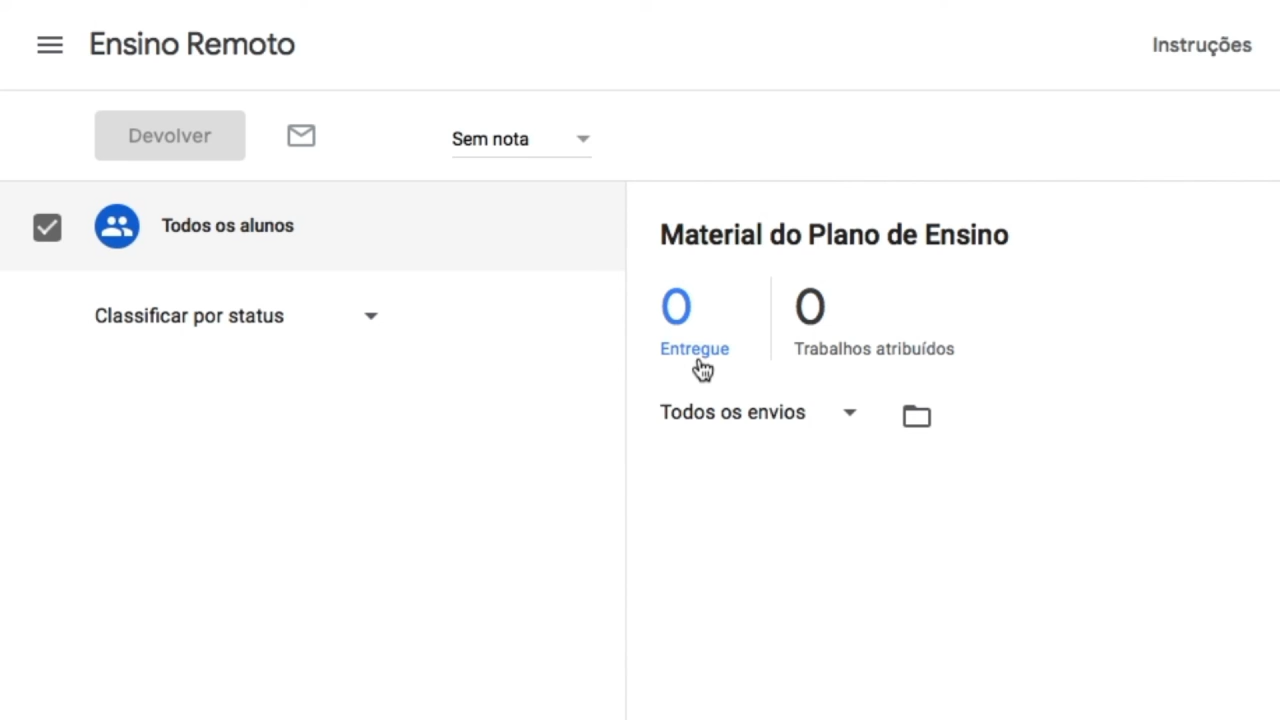 Ensino Remoto
Instruções
Devolver
Sem nota
Todos os alunos
Classificar por status
Material do Plano de Ensino
0
0
Entregue
Trabalhos atribuídos
Todos os envios